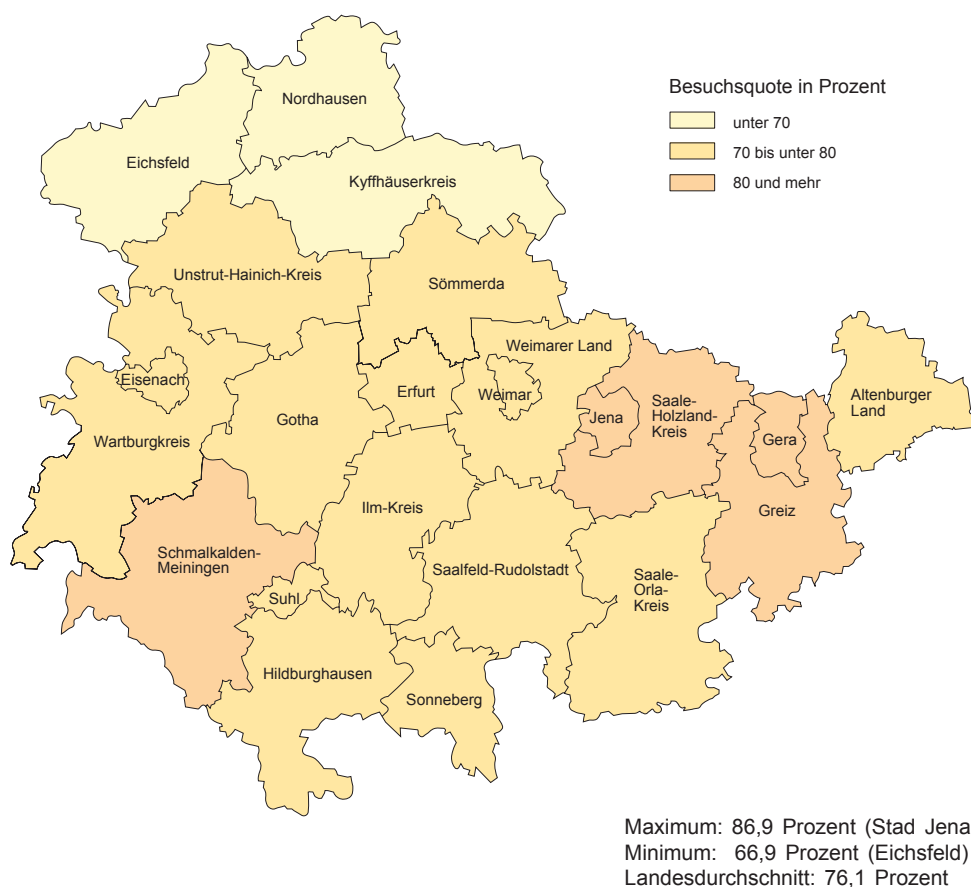 Besuchsquote in Prozent
unter 70
70 bis unter 80
80 und mehr
Nordhausen
Eichsfeld
Kyffhäuserkreis
Unstrut-Hainich-Kreis
Sömmerda
Weimarer Land
Eisenach
Erfurt
Weimar
Gotha
Jena
Saale-
Holzland-
Kreis
Altenburger
Land
Wartburgkreis
Gera
Ilm-Kreis
Greiz
Schmalkalden-
Meiningen
Saalfeld-Rudolstadt
Saale-
Orla-
Kreis
Suhl
Hildburghausen
Sonneberg
Maximum: 86,9 Prozent (Stad Jena
Minimum: 66,9 Prozent (Eichsfeld)
Landesdurchschnitt: 76,1 Prozent